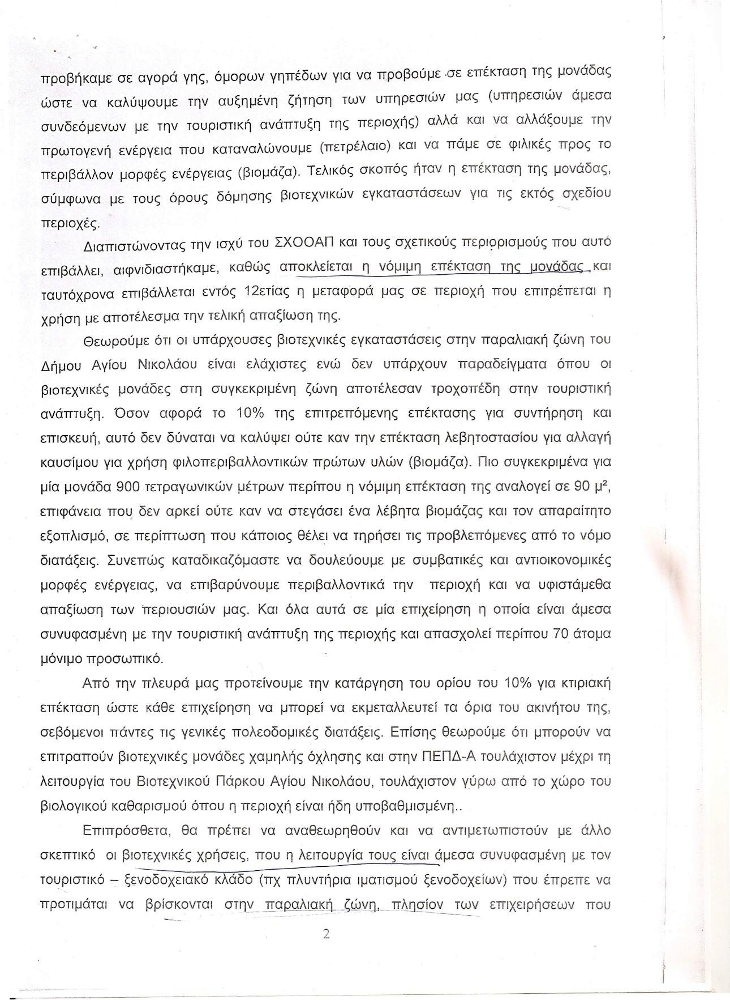 προβήκαμε σε αγορά γης, όμορων γηπέδων για να προβούμε σε επέκταση της μονάδας
ώστε να καλύψουμε την αυξημένη ζήτηση των υπηρεσιών μας (υπηρεσιών άμεσα
συνδεόμενων με την τουριστική ανάπτυξη της περιοχής) αλλά και να αλλάξουμε την
πρωτογενή ενέργεια που καταναλώνουμε (πετρέλαιο) και να πάμε σε φιλικές προς το
περιβάλλον μορφές ενέργειας (βιομάζα). Τελικός σκοπός ήταν η επέκταση της μονάδας,
σύμφωνα με τους όρους δόμησης βιοτεχνικών εγκαταστάσεων για τις εκτός σχεδίου
περιοχές.
Διαπιστώνοντας την ισχύ του ΣΧΟΟΑΠ και τους σχετικούς περιορισμούς που αυτό
επιβάλλει, αιφνιδιαστήκαμε, καθώς αποκλείεται η νόμιμη επέκταση της μονάδας και
ταυτόχρονα επιβάλλεται εντός 12ετίας η μεταφορά μας σε περιοχή που επιτρέπεται η
χρήση με αποτέλεσμα την τελική απαξίωση της.
Θεωρούμε ότι οι υπάρχουσες βιοτεχνικές εγκαταστάσεις στην παραλιακή ζώνη του
Δήμου Αγίου Νικολάου είναι ελάχιστες ενώ δεν υπάρχουν παραδείγματα όπου οι
βιοτεχνικές μονάδες στη συγκεκριμένη ζώνη αποτέλεσαν τροχοπέδη στην τουριστική
ανάπτυξη. Όσον αφορά το 10% της επιτρεπόμενης επέκτασης για συντήρηση και
επισκευή, αυτό δεν δύναται να καλύψει ούτε καν την επέκταση λεβητοστασίου για αλλαγή
καυσίμου για χρήση φιλοπεριβαλλοντικών πρώτων υλών (βιομάζα). Πιο συγκεκριμένα για
μία μονάδα 900 τετραγωνικών μέτρων περίπου η νόμιμη επέκταση της αναλογεί σε 90 μ²,
επιφάνεια που δεν αρκεί ούτε καν να στεγάσει ένα λέβητα βιομάζας και τον απαραίτητο
εξοπλισμό, σε περίπτωση που κάποιος θέλει να τηρήσει τις προβλεπόμενες από το νόμο
διατάξεις. Συνεπώς καταδικαζόμαστε να δουλεύουμε με συμβατικές και αντιοικονομικές
μορφές ενέργειας, να επιβαρύνουμε περιβαλλοντικά την περιοχή και να υφιστάμεθα
απαξίωση των περιουσιών μας. Και όλα αυτά σε μία επιχείρηση η οποία είναι άμεσα
συνυφασμένη με την τουριστική ανάπτυξη της περιοχής και απασχολεί περίπου 70 άτομα
μόνιμο προσωπικό.
Από την πλευρά μας προτείνουμε την κατάργηση του ορίου του 10% για κτιριακή
επέκταση ώστε κάθε επιχείρηση να μπορεί να εκμεταλλευτεί τα όρια του ακινήτου της,
σεβόμενοι πάντες τις γενικές πολεοδομικές διατάξεις. Επίσης θεωρούμε ότι μπορούν να
επιτραπούν βιοτεχνικές μονάδες χαμηλής όχλησης και στην ΠΕΠΔ-Α τουλάχιστον μέχρι τη
λειτουργία του Βιοτεχνικού Πάρκου Αγίου Νικολάου, τουλάχιστον γύρω από το χώρο του
βιολογικού καθαρισμού όπου η περιοχή είναι ήδη υποβαθμισμένη..
Επιπρόσθετα, θα πρέπει να αναθεωρηθούν και να αντιμετωπιστούν με άλλο
σκεπτικό οι βιοτεχνικές χρήσεις, που η λειτουργία τους είναι άμεσα συνυφασμένη με τον
τουριστικό – ξενοδοχειακό κλάδο (πχ πλυντήρια ιματισμού ξενοδοχείων) που έπρεπε να
προτιμάται να βρίσκονται στην παραλιακή ζώνη, πλησίον των επιχειρήσεων που
2